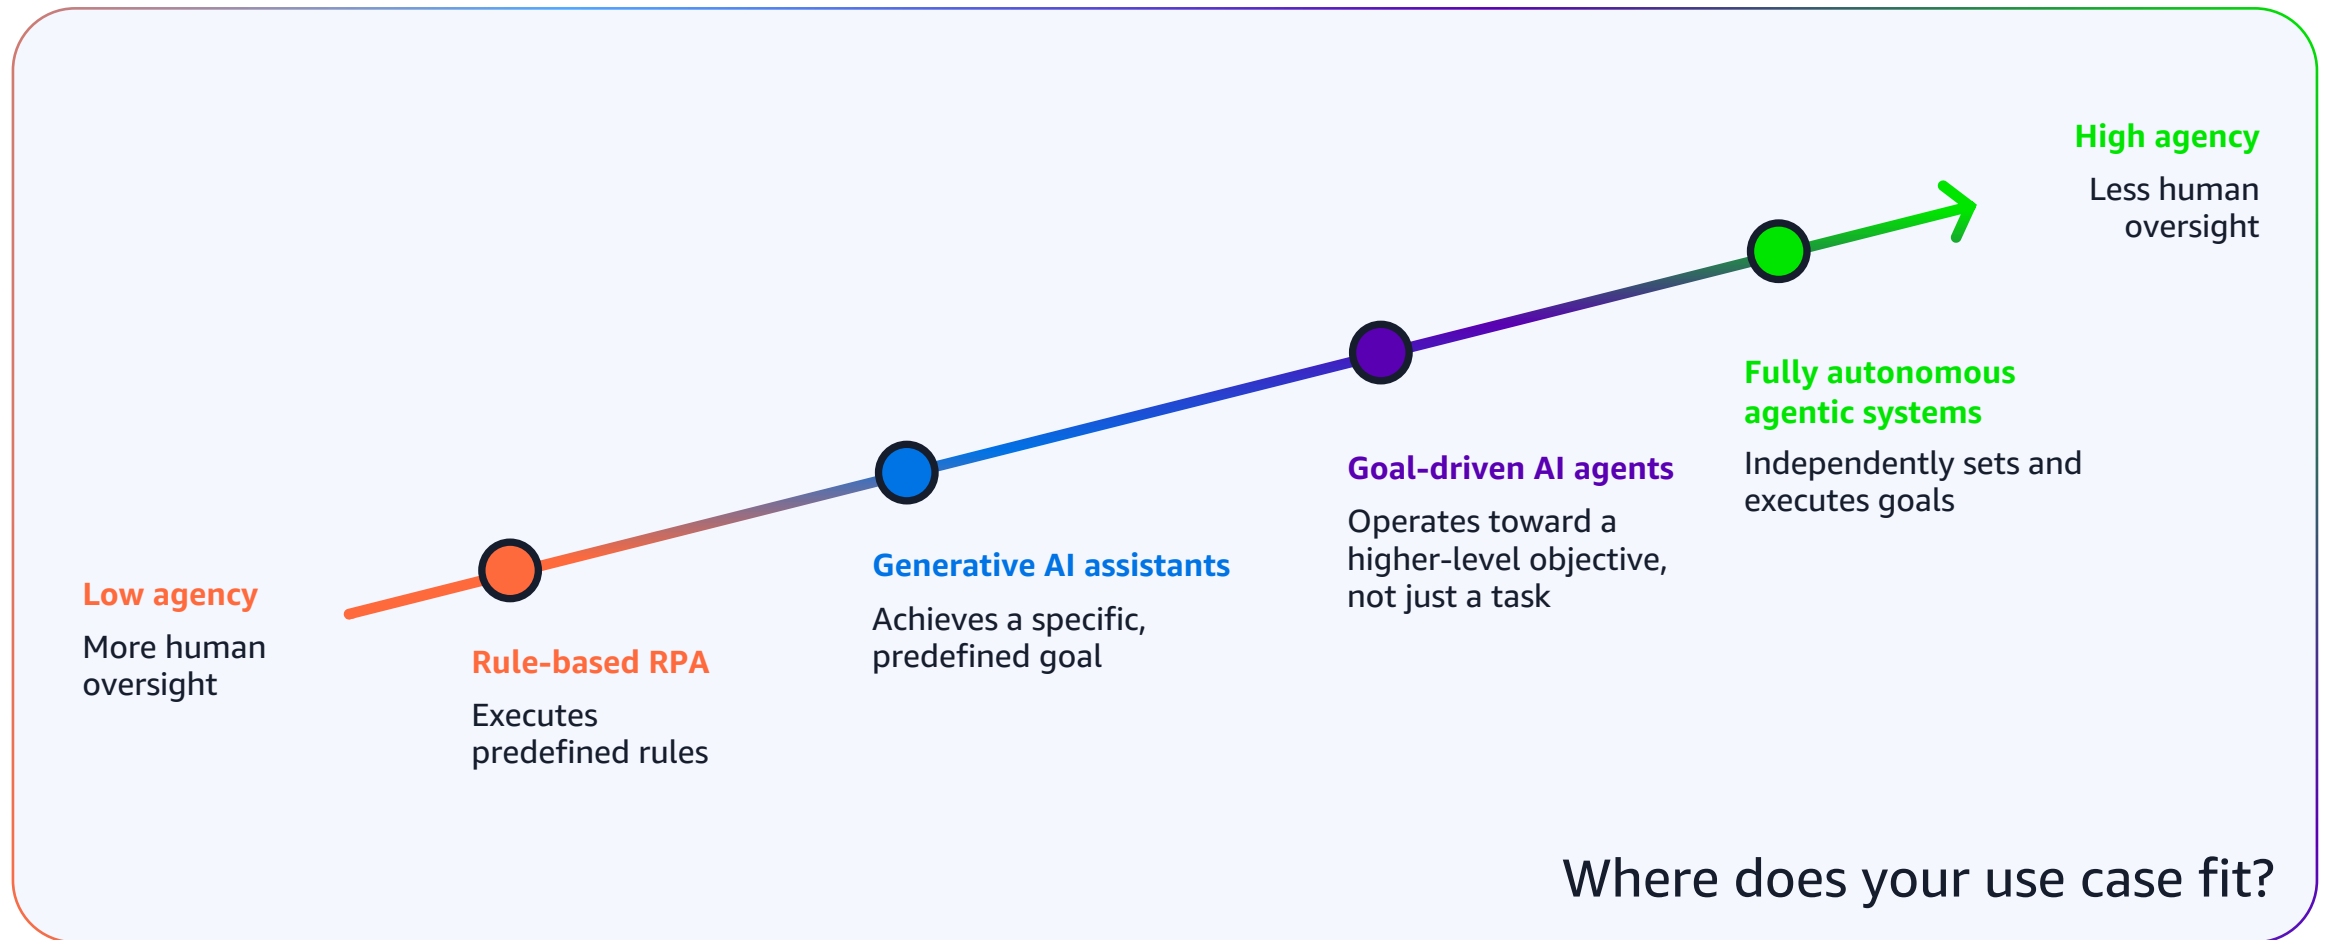 High agency
Less human
oversight
Low agency
More human
oversight
Rule-based RPA
Executes
predefined rules
Generative AI assistants
Achieves a specific,
predefined goal
Goal-driven AI agents
Operates toward a
higher-level objective,
not just a task
Fully autonomous
agentic systems
Independently sets and
executes goals
Where does your use case fit?